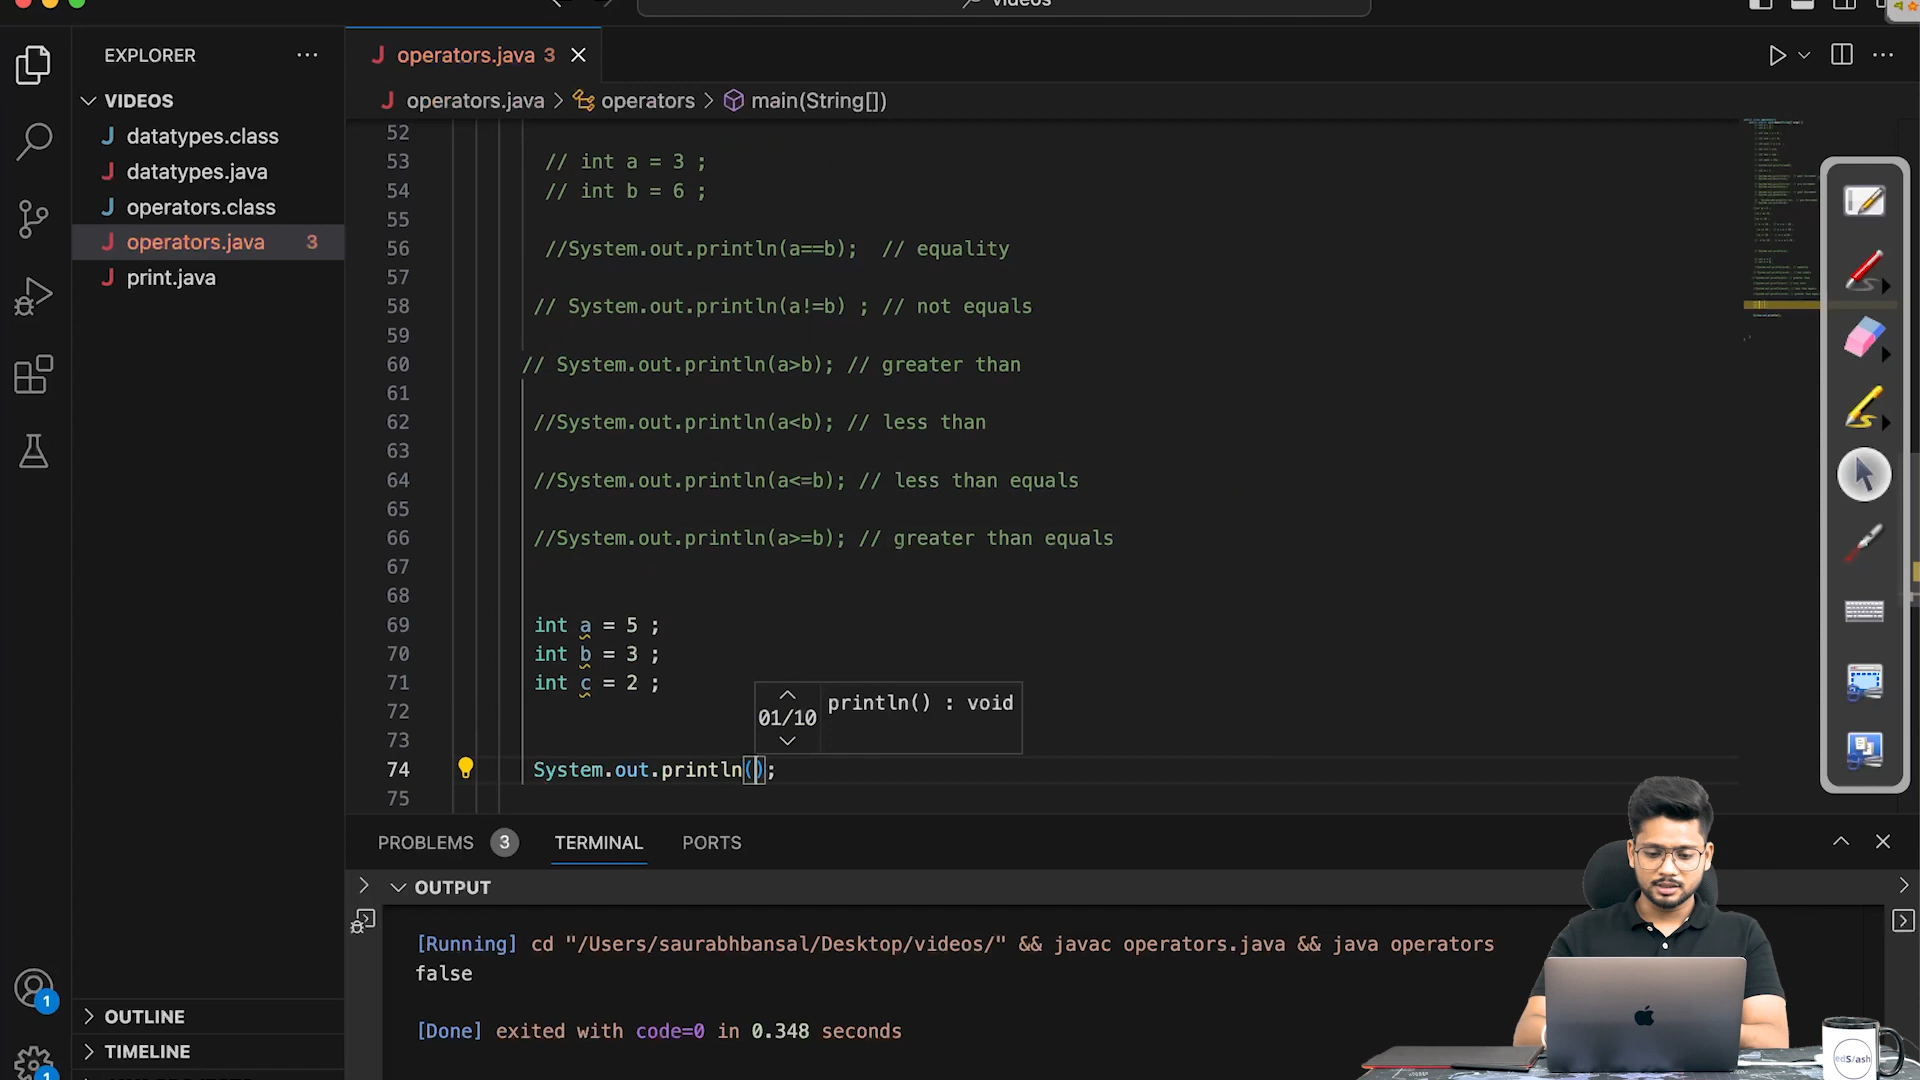 videos
EXPLORER
operators.java 3
VIDEOS
operators.java > operators > main(String[])
datatypes.class
datatypes.java
operators.class
operators.java 3
print.java
52
53 // int a = 3 ;
54 // int b = 6 ;
55
56 //System.out.println(a==b); // equality
57
58 // System.out.println(a!=b) ; // not equals
59
60 // System.out.println(a>b); // greater than
61
62 //System.out.println(a<b); // less than
63
64 //System.out.println(a<=b); // less than equals
65
66 //System.out.println(a>=b); // greater than equals
67
68
69 int a = 5 ;
70 int b = 3 ;
71 int c = 2 ;
72
73
01/10 println() : void
74 System.out.println();
75
PROBLEMS 3 TERMINAL PORTS
OUTPUT
[Running] cd "/Users/saurabhbansal/Desktop/videos/" && javac operators.java && java operators
false
[Done] exited with code=0 in 0.348 seconds
1
OUTLINE
TIMELINE
1
edSlash